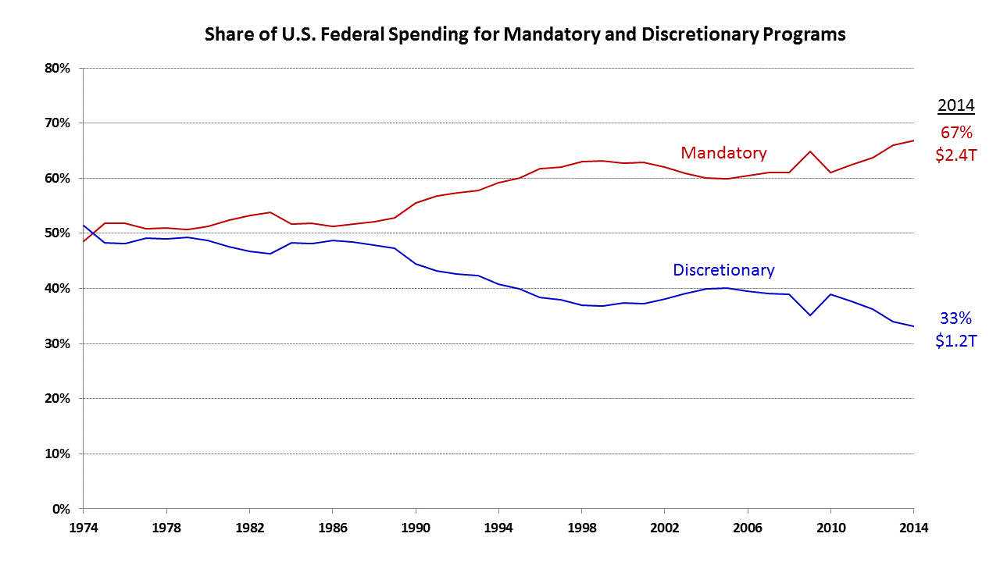 Share of U.S. Federal Spending for Mandatory and Discretionary Programs
80%
70%
60%
50%
40%
30%
20%
10%
0%
Mandatory
Discretionary
2014
67%
$2.4T
33%
$1.2T
1974 1978 1982 1986 1990 1994 1998 2002 2006 2010 2014